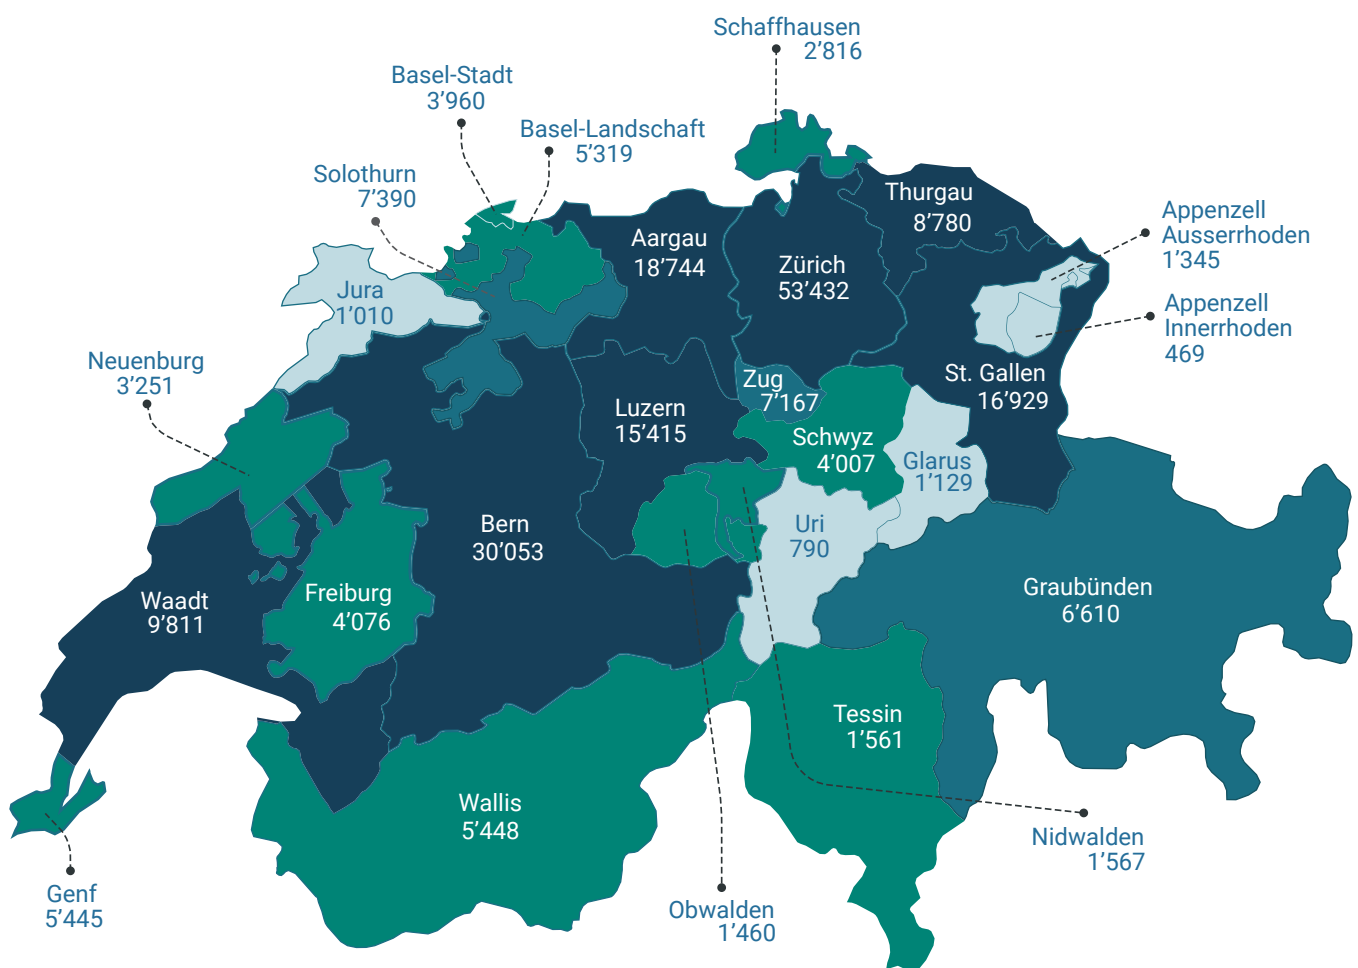 Schaffhausen
2’816
Basel-Stadt
3’960
Basel-Landschaft
5’319
Solothurn
7’390
Thurgau
8’780
Appenzell
Ausserrhoden
1’345
Aargau
18’744
Zürich
53’432
Jura
1’010
Appenzell
Innerrhoden
469
Neuenburg
3’251
St. Gallen
16’929
Zug
7’167
Luzern
15’415
Schwyz
4’007
Glarus
1’129
Bern
30’053
Uri
790
Graubünden
6’610
Freiburg
4’076
Waadt
9’811
Tessin
1’561
Wallis
5’448
Nidwalden
1’567
Genf
5’445
Obwalden
1’460